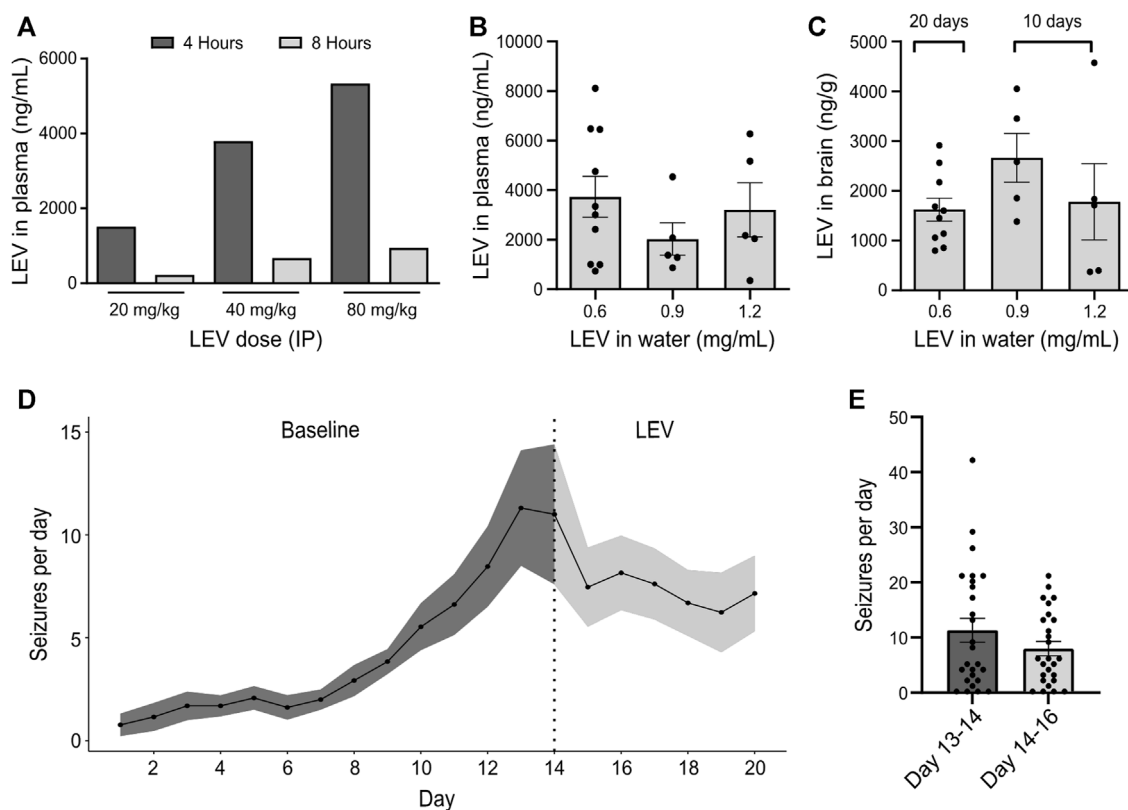 A
4 Hours 8 Hours
LEV in plasma (ng/mL)
6000
4000
2000
0
20 mg/kg 40 mg/kg 80 mg/kg
LEV dose (IP)
B
LEV in plasma (ng/mL)
10000
8000
6000
4000
2000
0
0.6 0.9 1.2
LEV in water (mg/mL)
C
20 days 10 days
LEV in brain (ng/g)
5000
4000
3000
2000
1000
0
0.6 0.9 1.2
LEV in water (mg/mL)
D
Baseline LEV
Seizures per day
15
10
5
0
2 4 6 8 10 12 14 16 18 20
Day
E
Seizures per day
50
40
30
20
10
0
Day 13-14 Day 14-16